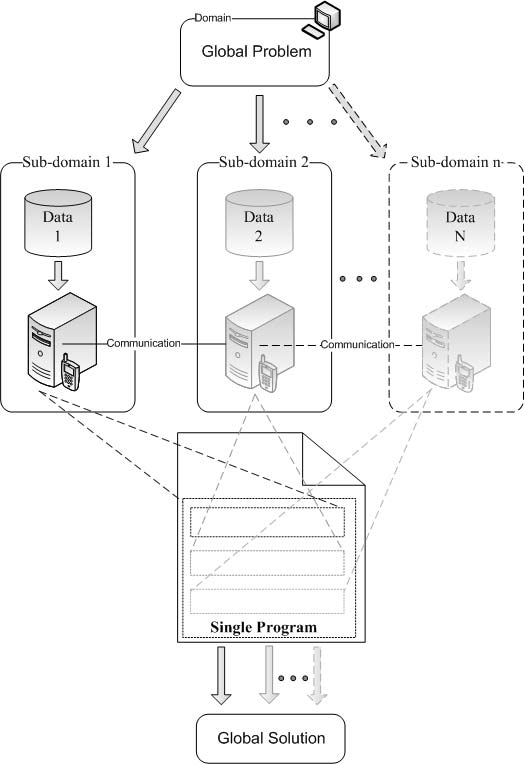 Domain
Global Problem
Sub-domain 1
Sub-domain 2
Sub-domain n
Data
1
Data
2
Data
N
Communication
Communication
Single Program
Global Solution